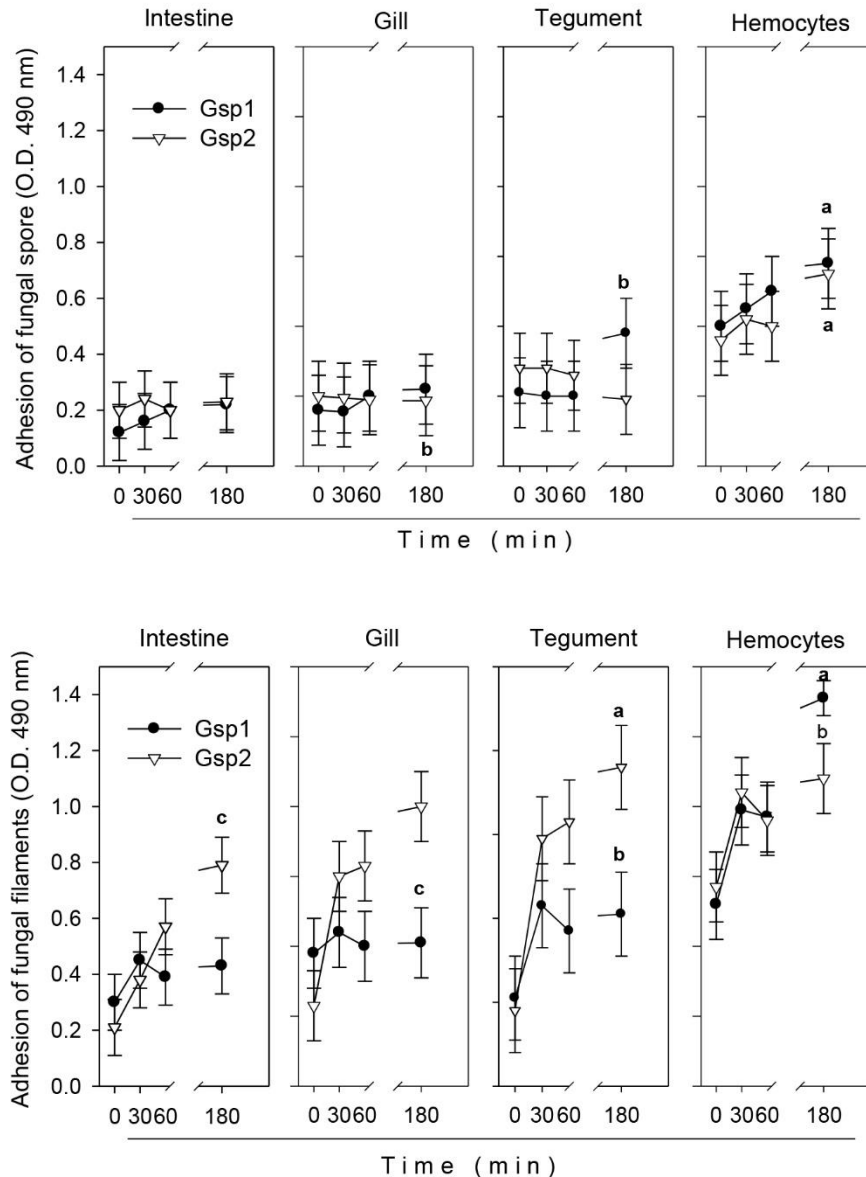 Intestine Gill Tegument Hemocytes
Adhesion of fungal spore (O.D. 490 nm)
1.4
1.2
1.0
0.8
0.6
0.4
0.2
0.0
Gsp1
Gsp2
b
b
a
a
0 3060 180 0 3060 180 0 3060 180 0 3060 180
Time (min)
Intestine Gill Tegument Hemocytes
Adhesion of fungal filaments (O.D. 490 nm)
1.4
1.2
1.0
0.8
0.6
0.4
0.2
0.0
Gsp1
Gsp2
c
c
a
b
a
b
0 3060 180 0 3060 180 0 3060 180 0 3060 180
Time (min)